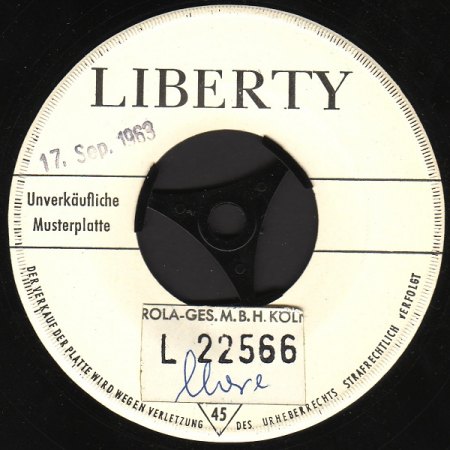 LIBERTY
17. Sep. 1963
Unverkäufliche
Musterplatte
ROLA-GES.M.B.H.KÖLN
L 22566
45
DER VERKAUF DER PLATTE WIRD WEGEN VERLETZUNG DES URHEBERRECHTS STRAFRECHTLICH VERFOLGT